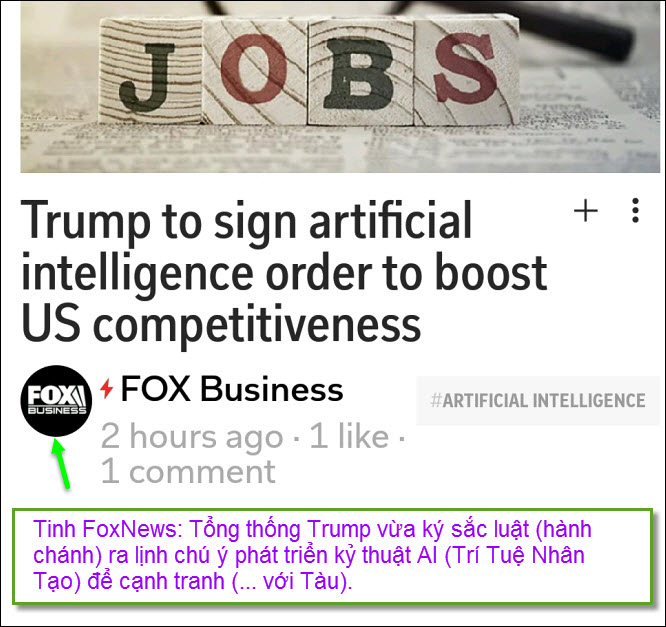 JOBS
Trump to sign artificial
intelligence order to boost
US competitiveness
FOX
BUSINESS
FOX Business
#ARTIFICIAL INTELLIGENCE
2 hours ago · 1 like ·
1 comment
Tinh FoxNews: Tổng thống Trump vừa ký sắc luật (hành
chánh) ra lịnh chú ý phát triển kỷ thuật AI (Trí Tuệ Nhân
Tạo) để cạnh tranh (... với Tàu).